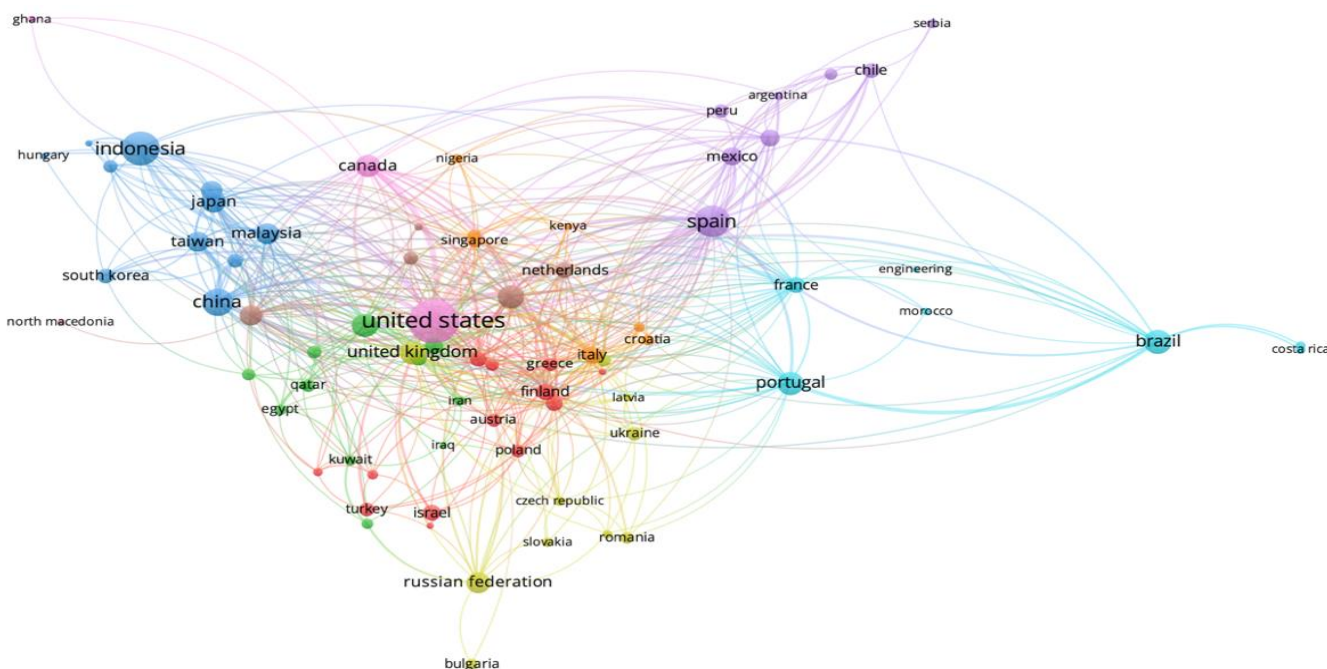 ghana
serbia
chile
argentina
peru
indonesia
hungary
mexico
canada
nigeria
japan
spain
kenya
malaysia
taiwan
singapore
netherlands
engineering
south korea
france
china
morocco
north macedonia
united states
croatia
brazil
costa rica
united kingdom
italy
greece
qatar
finland
portugal
latvia
iran
egypt
austria
ukraine
iraq
poland
kuwait
czech republic
turkey
israel
romania
slovakia
russian federation
bulgaria